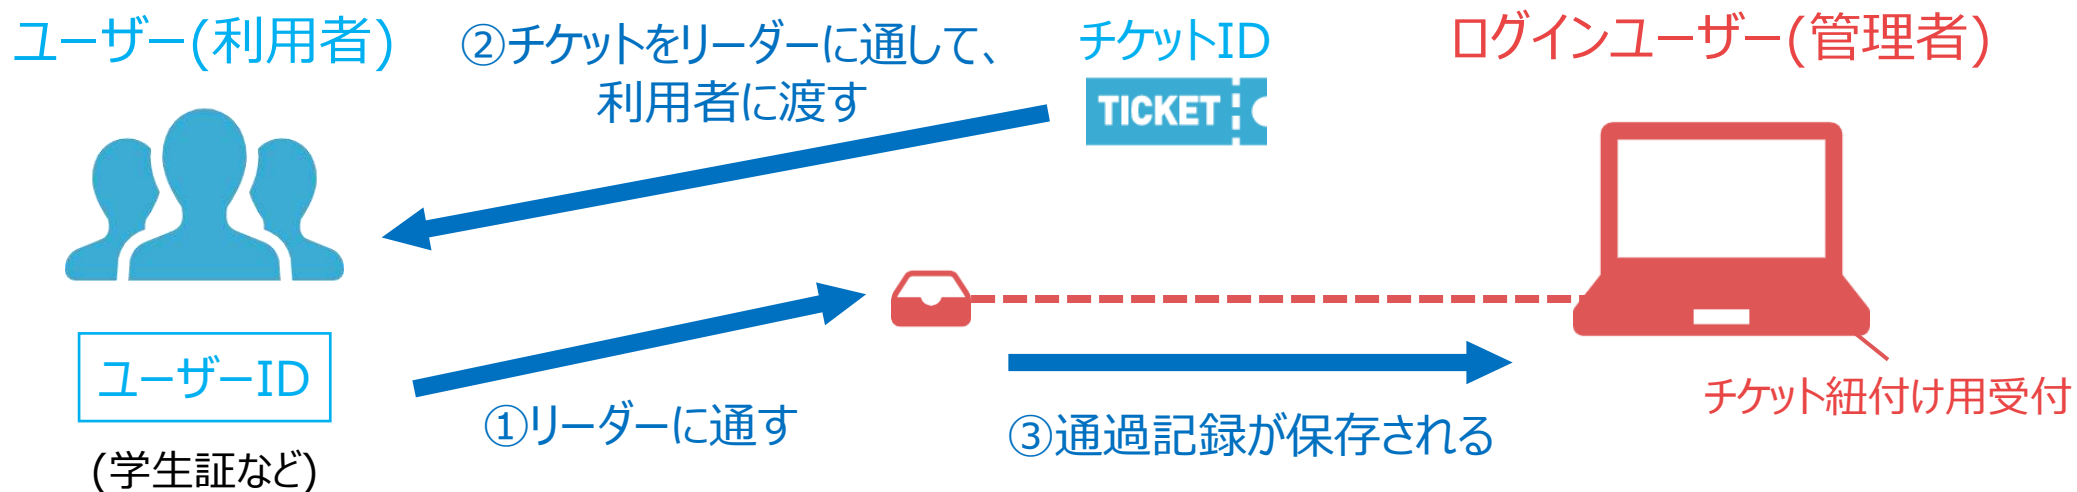 ユーザー(利用者)
②チケットをリーダーに通して、
利用者に渡す
チケットID
TICKET
ログインユーザー(管理者)
ユーザーID
(学生証など)
①リーダーに通す
③通過記録が保存される
チケット紐付け用受付